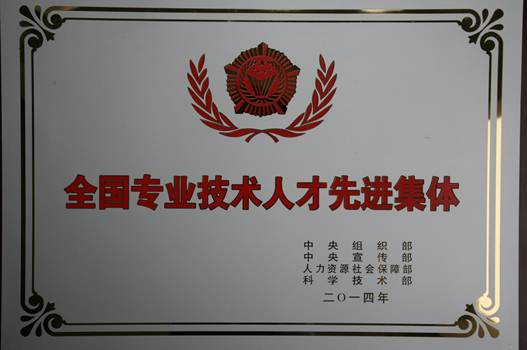 全国专业技术人才先进集体
中央组织部
中央宣传部
人力资源社会保障部
科学技术部
二〇一四年